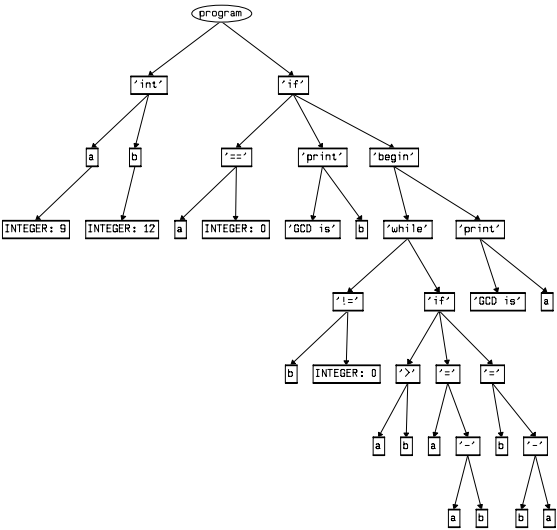 program
'int' 'if'
a b '==' 'print' 'begin'
INTEGER: 9 INTEGER: 12 a INTEGER: 0 'GCD is' b 'while' 'print'
'!=' 'if' 'GCD is' a
b INTEGER: 0 '>' '=' '='
a b a '-' b '-'
a b b a